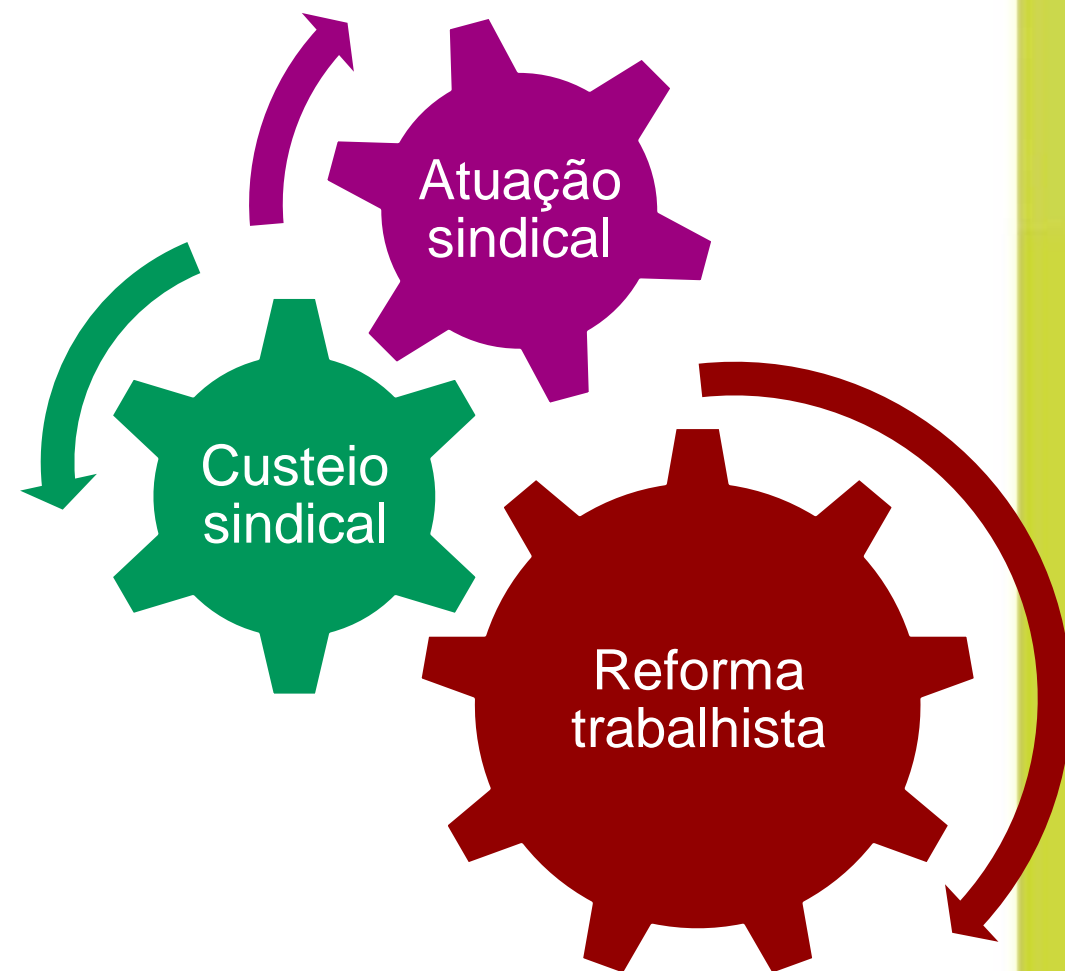 Atuação
sindical
Custeio
sindical
Reforma
trabalhista